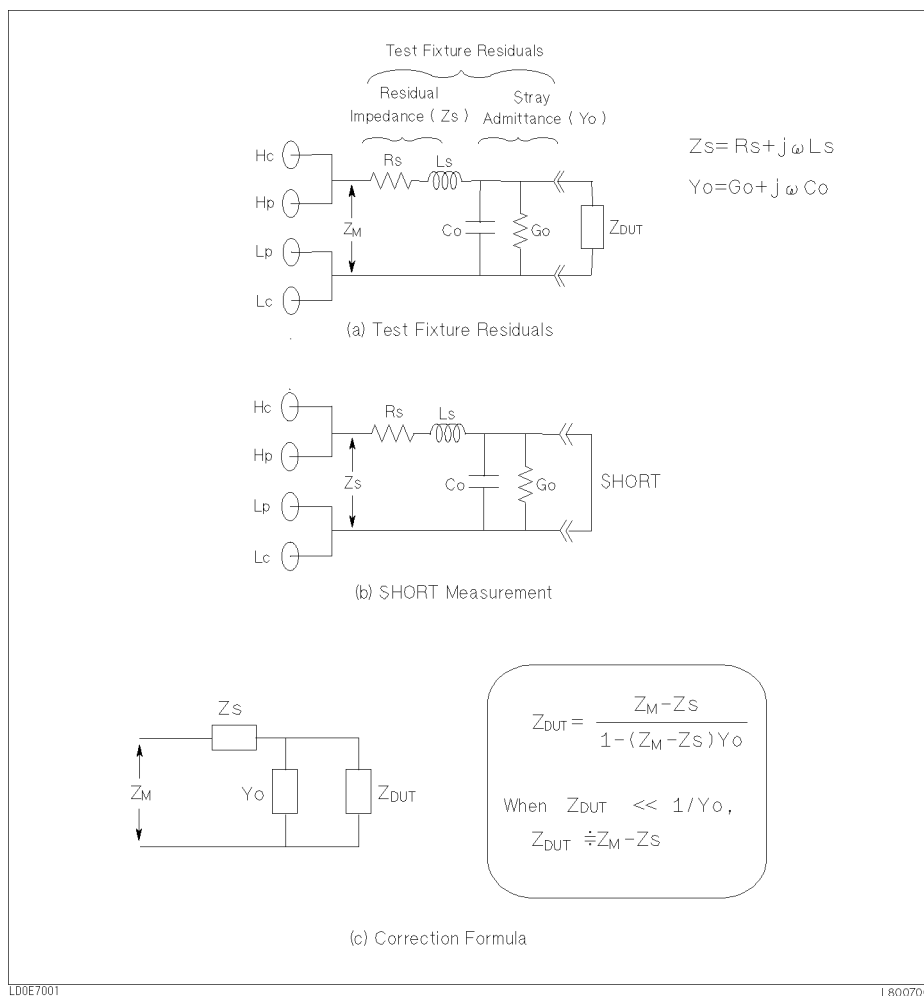 Test Fixture Residuals
Residual
Impedance ( Zs )
Stray
Admittance ( Yo )
Zs= Rs+jωLs
Yo=Go+jωCo
Hc
Hp
Lp
Lc
Rs
Ls
ZM
Co
Go
ZDUT
(a) Test Fixture Residuals
Hc
Hp
Lp
Lc
Rs
Ls
Zs
Co
Go
SHORT
(b) SHORT Measurement
Zs
ZM
Yo
ZDUT
ZDUT= ZM-Zs / 1-(ZM-Zs)Yo
When ZDUT << 1/Yo,
ZDUT ≑ZM-Zs
(c) Correction Formula
LD0E7001